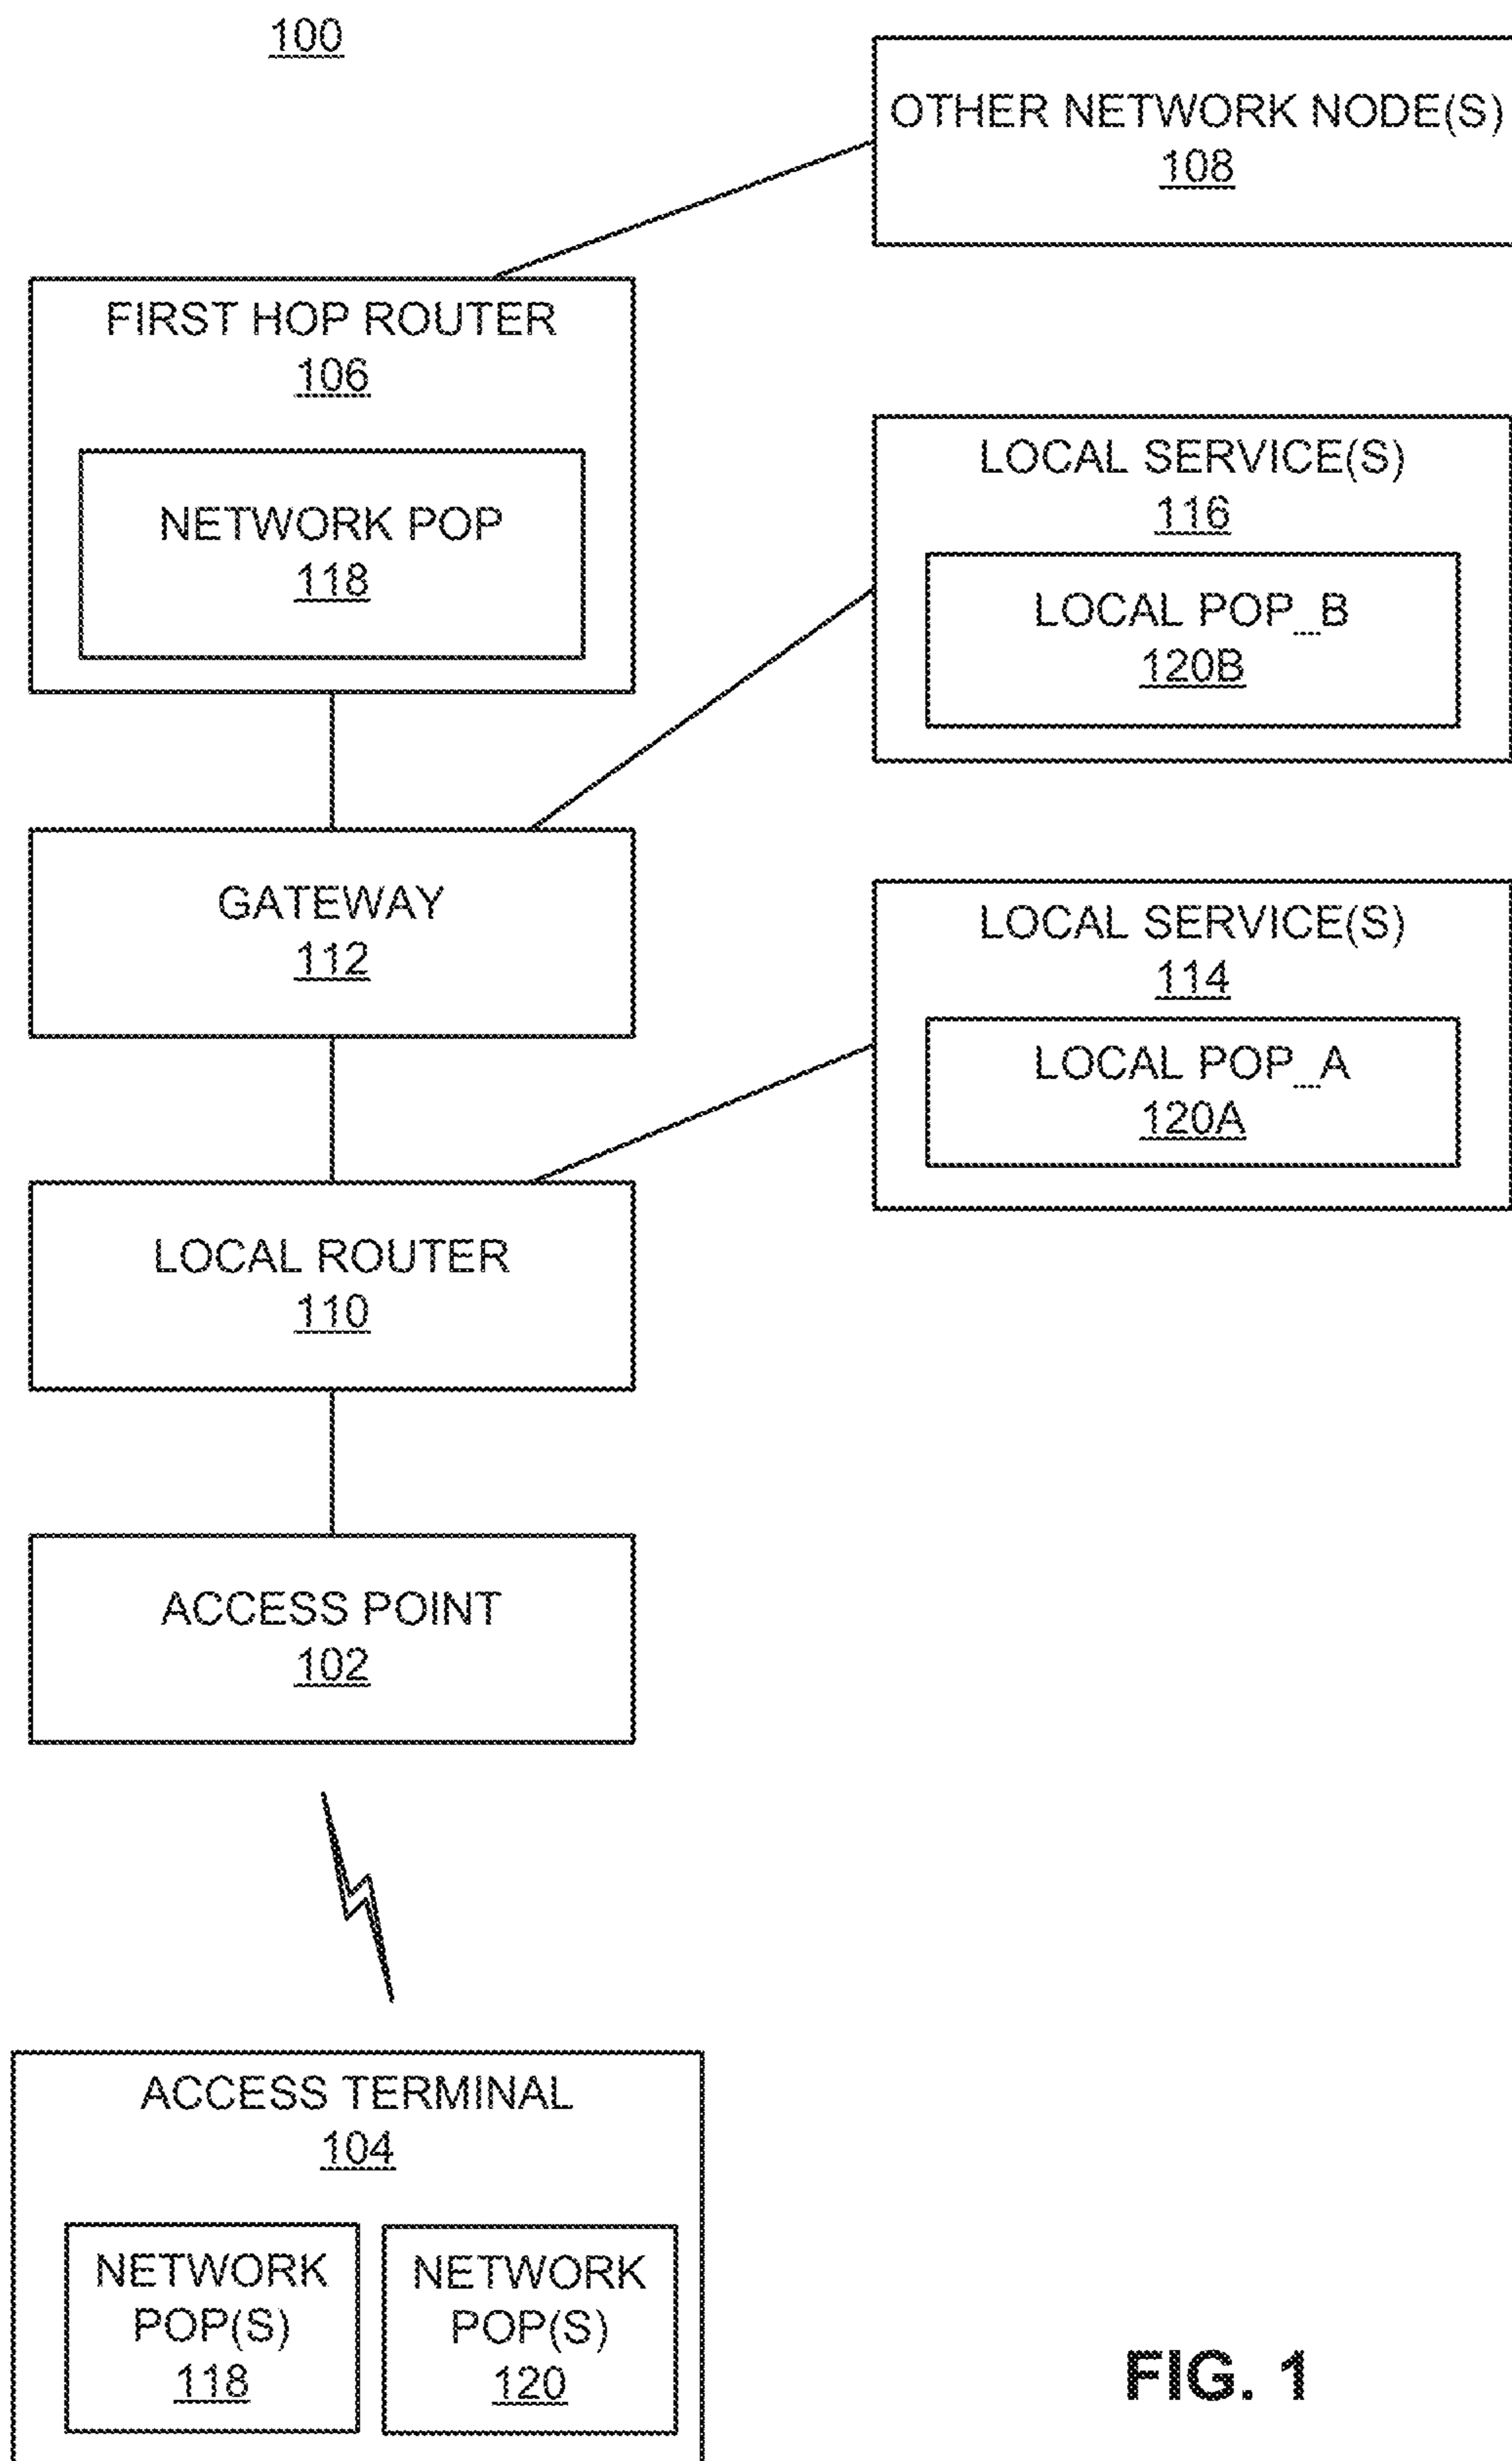 100
OTHER NETWORK NODE(S)
108
FIRST HOP ROUTER
106
NETWORK POP
118
LOCAL SERVICE(S)
116
LOCAL POP_B
120B
GATEWAY
112
LOCAL SERVICE(S)
114
LOCAL POP_A
120A
LOCAL ROUTER
110
ACCESS POINT
102
ACCESS TERMINAL
104
NETWORK
POP(S)
118
NETWORK
POP(S)
120
FIG. 1